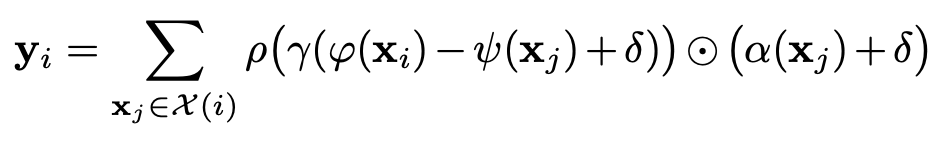 𝐲ᵢ = ∑ ρ(γ(φ(𝐱ᵢ) − ψ(𝐱ⱼ) + δ)) ⊙ (α(𝐱ⱼ) + δ)
𝐱ⱼ∈𝒳(i)